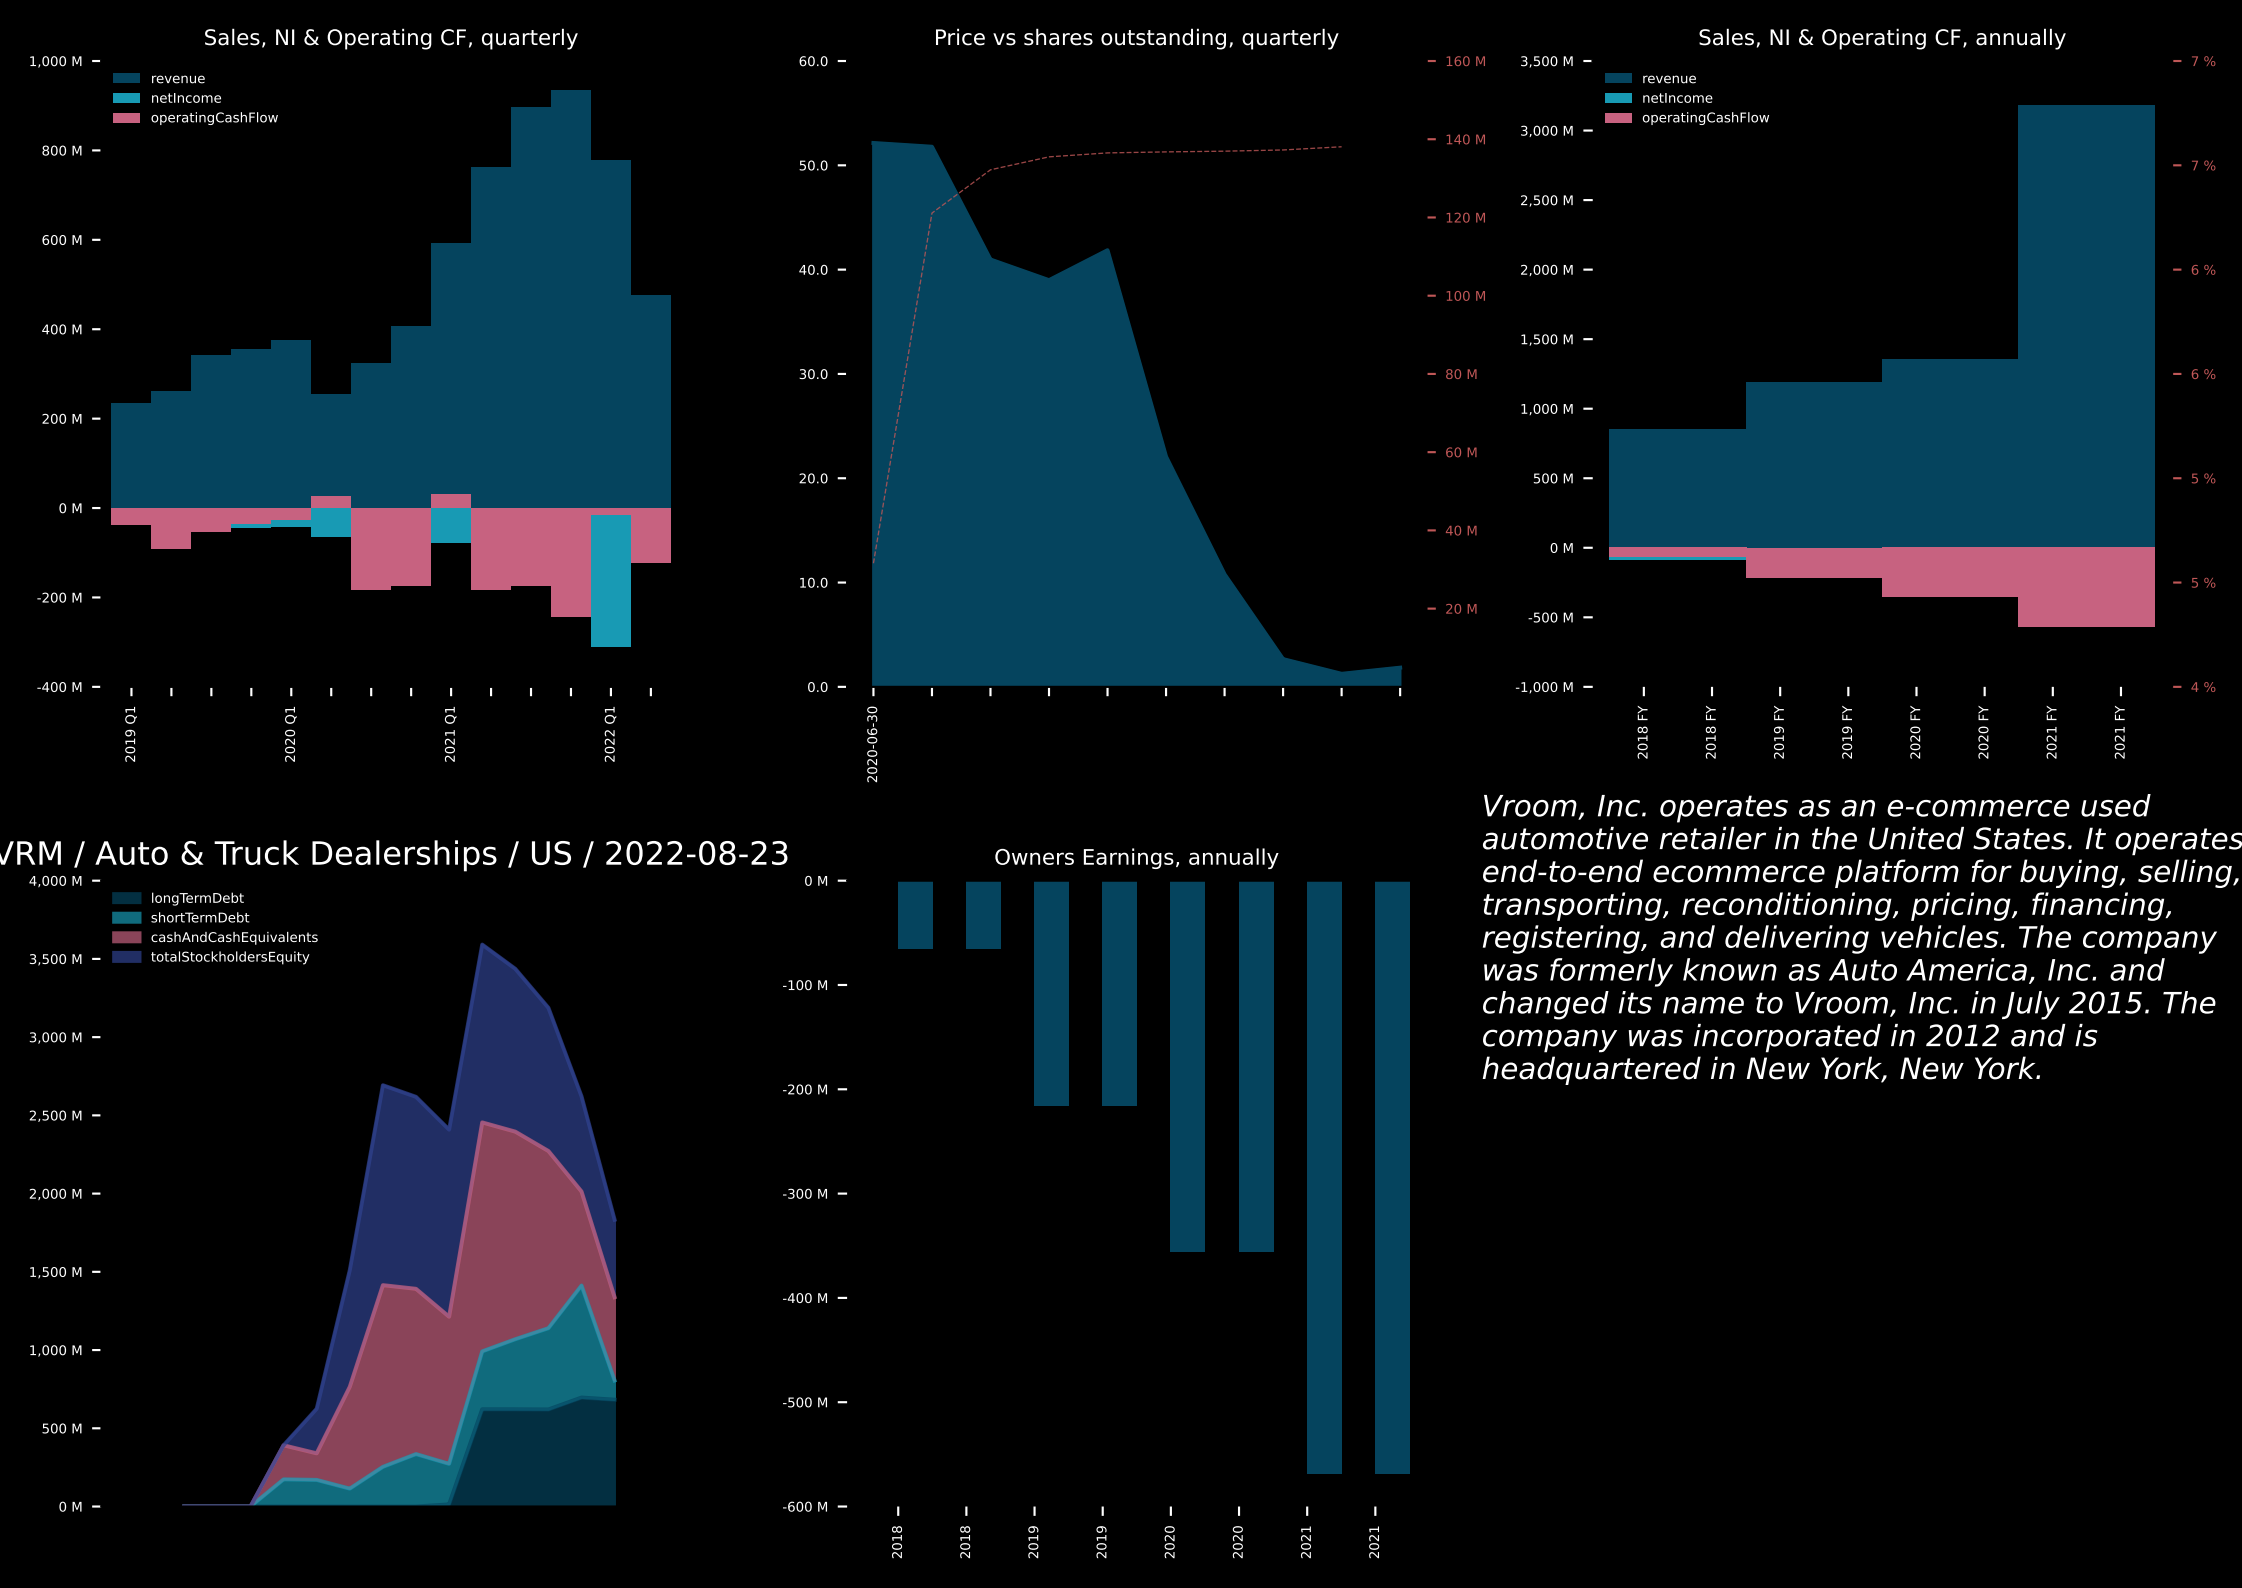 Sales, NI & Operating CF, quarterly
1,000 M
800 M
600 M
400 M
200 M
0 M
-200 M
-400 M
revenue
netIncome
operatingCashFlow
2019 Q1
2020 Q1
2021 Q1
2022 Q1
Price vs shares outstanding, quarterly
60.0
50.0
40.0
30.0
20.0
10.0
0.0
160 M
140 M
120 M
100 M
80 M
60 M
40 M
20 M
2020-06-30
Sales, NI & Operating CF, annually
3,500 M
3,000 M
2,500 M
2,000 M
1,500 M
1,000 M
500 M
0 M
-500 M
-1,000 M
revenue
netIncome
operatingCashFlow
7 %
7 %
6 %
6 %
5 %
5 %
4 %
2018 FY
2018 FY
2019 FY
2019 FY
2020 FY
2020 FY
2021 FY
2021 FY
VRM / Auto & Truck Dealerships / US / 2022-08-23
4,000 M
3,500 M
3,000 M
2,500 M
2,000 M
1,500 M
1,000 M
500 M
0 M
longTermDebt
shortTermDebt
cashAndCashEquivalents
totalStockholdersEquity
Owners Earnings, annually
0 M
-100 M
-200 M
-300 M
-400 M
-500 M
-600 M
2018
2018
2019
2019
2020
2020
2021
2021
Vroom, Inc. operates as an e-commerce used
automotive retailer in the United States. It operates
end-to-end ecommerce platform for buying, selling,
transporting, reconditioning, pricing, financing,
registering, and delivering vehicles. The company
was formerly known as Auto America, Inc. and
changed its name to Vroom, Inc. in July 2015. The
company was incorporated in 2012 and is
headquartered in New York, New York.